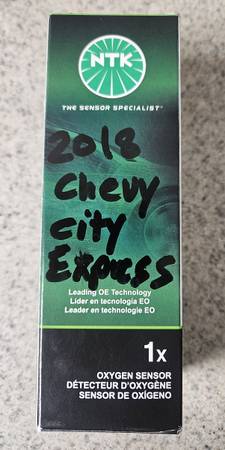 NTK
THE SENSOR SPECIALIST™
2018
Chevy
city
Express
Leading OE Technology
Líder en tecnología EO
Leader en technologie EO
1x
OXYGEN SENSOR
DÉTECTEUR D'OXYGÈNE
SENSOR DE OXÍGENO